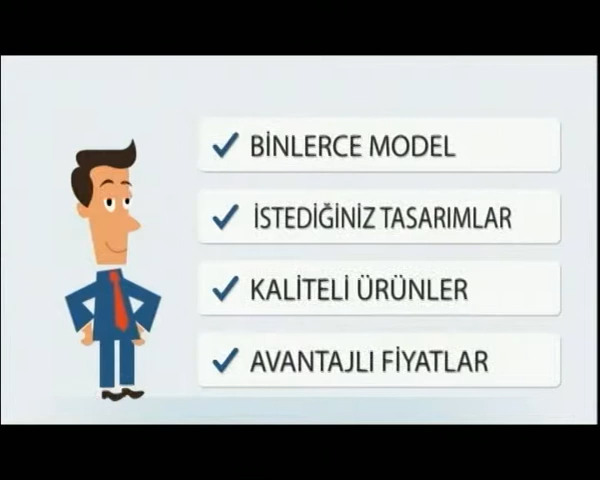 BİNLERCE MODEL
İSTEDİĞİNİZ TASARIMLAR
KALİTELİ ÜRÜNLER
AVANTAJLI FİYATLAR